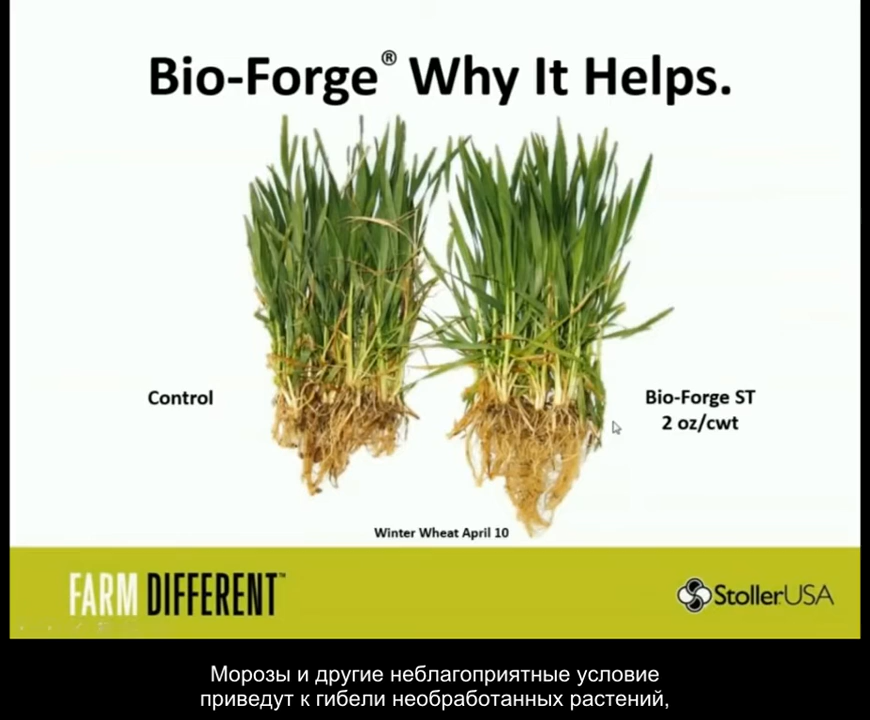 Bio-Forge® Why It Helps.
Control
Bio-Forge ST
2 oz/cwt
Winter Wheat April 10
FARM DIFFERENT™
StollerUSA
Морозы и другие неблагоприятные условие
приведут к гибели необработанных растений,